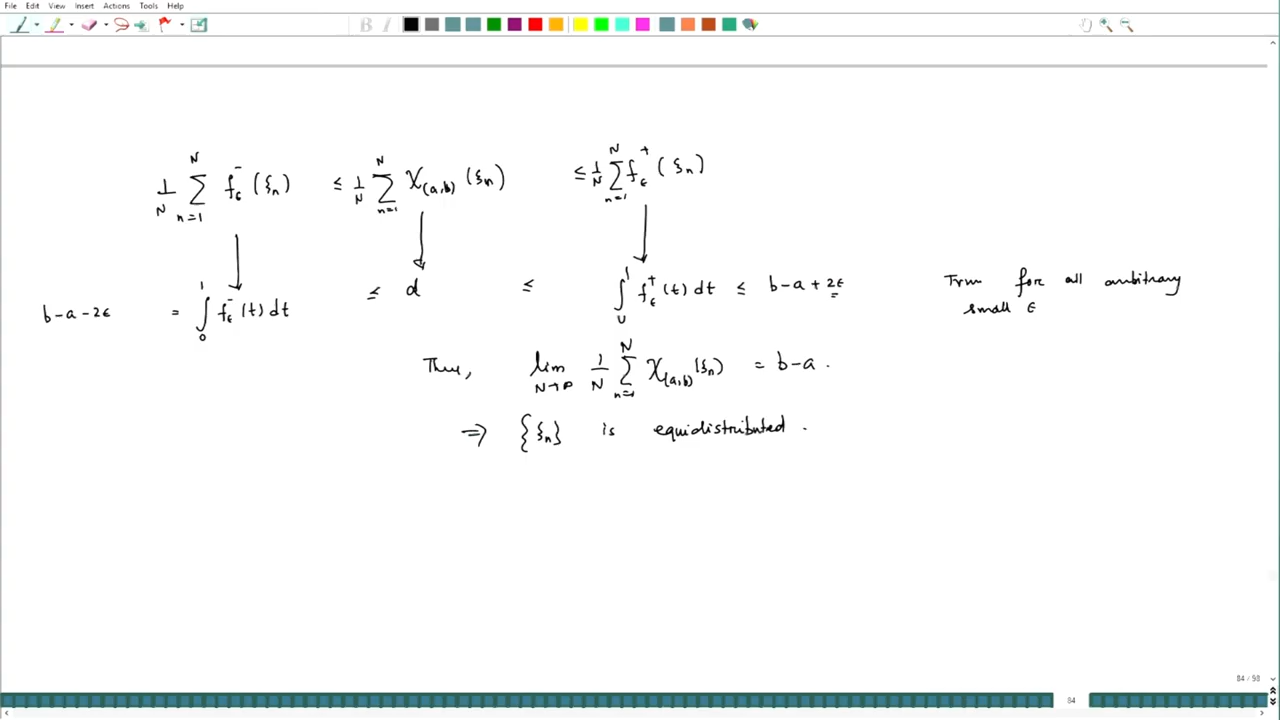 File Edit View Insert Actions Tools Help
1/N ∑_{n=1}^{N} f_ϵ^- (ξ_n) ≤ 1/N ∑_{n=1}^{N} χ_{(a,b)} (ξ_n) ≤ 1/N ∑_{n=1}^{N} f_ϵ^+ (ξ_n)
b-a-2ϵ = ∫_0^1 f_ϵ^- (t) dt ≤ d ≤ ∫_0^1 f_ϵ^+ (t) dt ≤ b-a+2ϵ True for all arbitrary
small ϵ
Thus, lim_{N→∞} 1/N ∑_{n=1}^{N} χ_{(a,b)} (ξ_n) = b-a .
⇒ {ξ_n} is equidistributed .
84 / 98
84